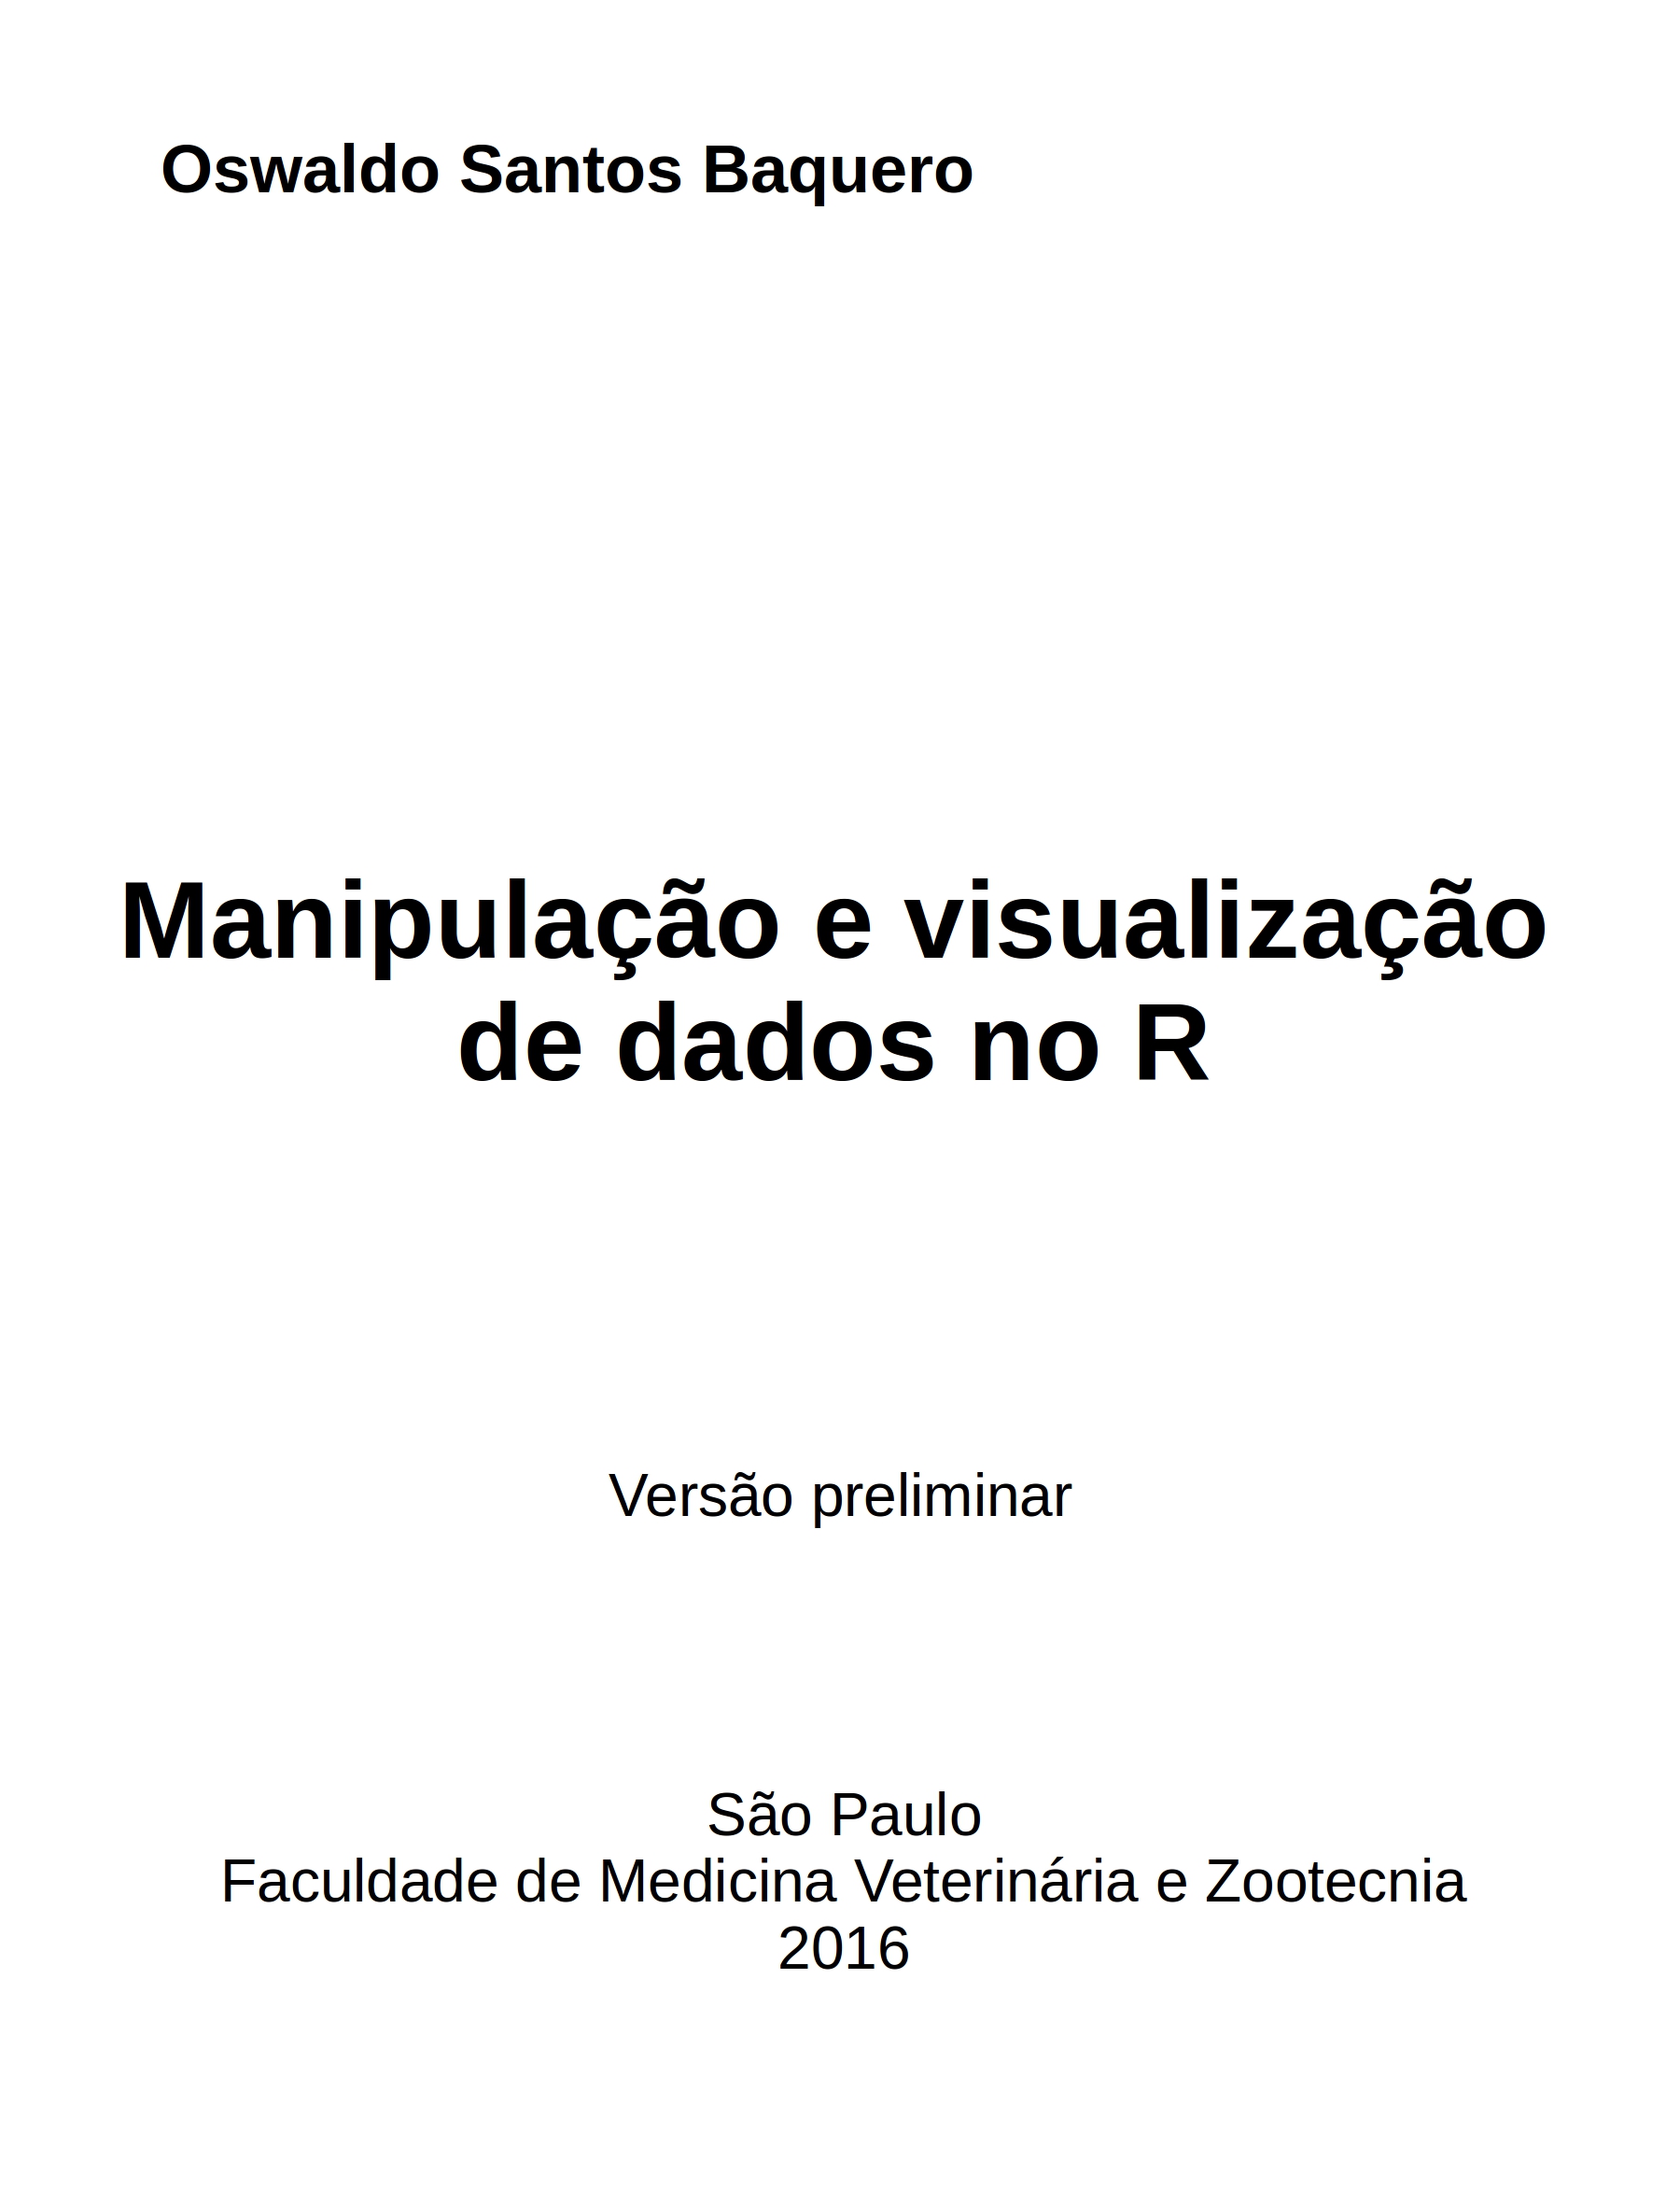 Oswaldo Santos Baquero
Manipulação e visualização
de dados no R
Versão preliminar
São Paulo
Faculdade de Medicina Veterinária e Zootecnia
2016